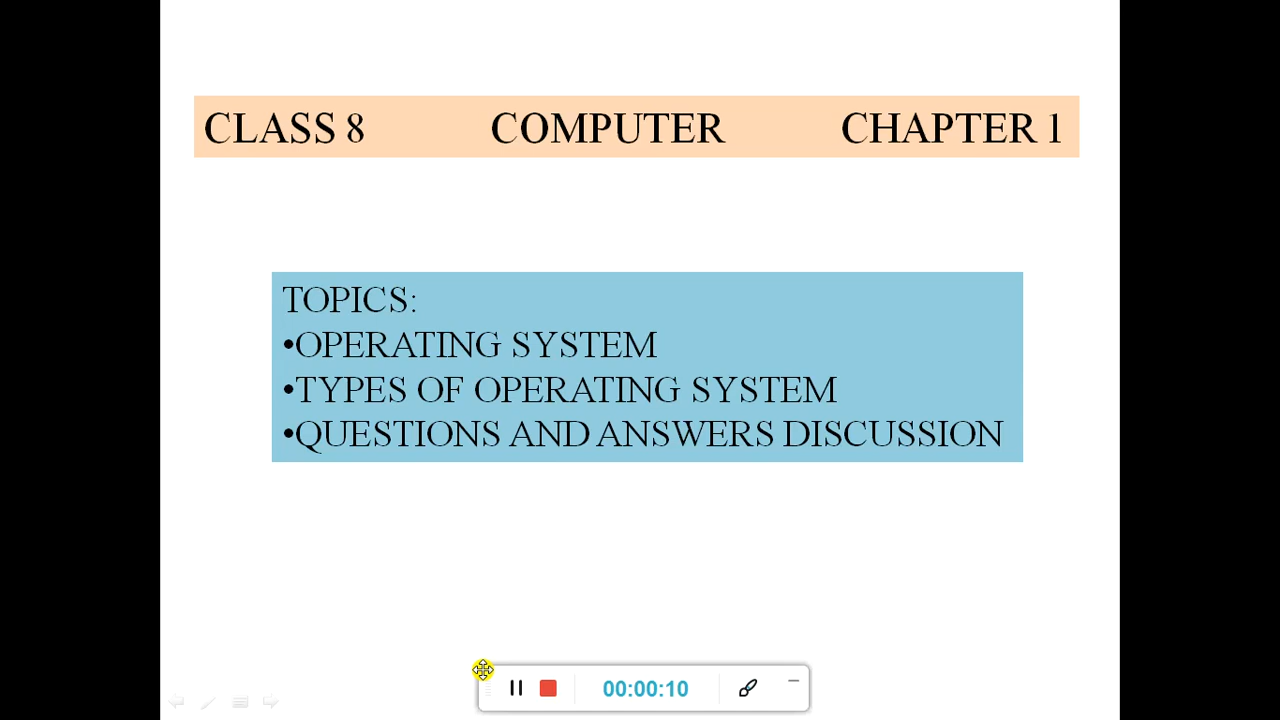 CLASS 8 COMPUTER CHAPTER 1
TOPICS:
•OPERATING SYSTEM
•TYPES OF OPERATING SYSTEM
•QUESTIONS AND ANSWERS DISCUSSION
00:00:10